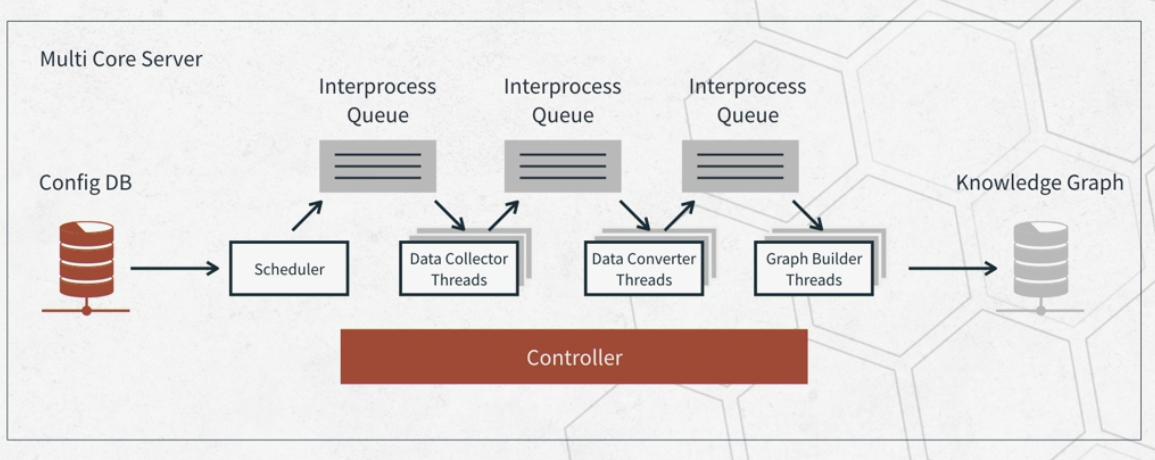 Multi Core Server
Interprocess
Queue
Interprocess
Queue
Interprocess
Queue
Config DB
Knowledge Graph
Scheduler
Data Collector
Threads
Data Converter
Threads
Graph Builder
Threads
Controller